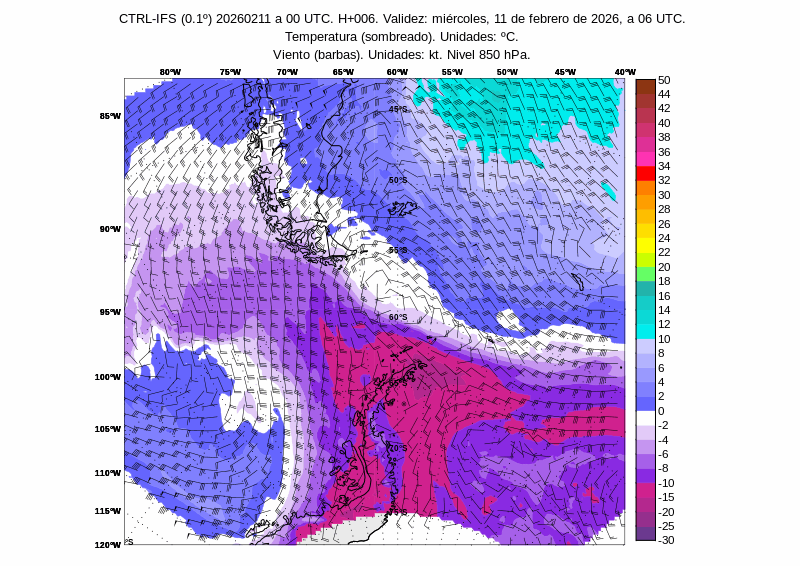 CTRL-IFS (0.1º) 20260211 a 00 UTC. H+006. Validez: miércoles, 11 de febrero de 2026, a 06 UTC.
Temperatura (sombreado). Unidades: ºC.
Viento (barbas). Unidades: kt. Nivel 850 hPa.
80°W 75°W 70°W 65°W 60°W 55°W 50°W 45°W 40°W
85°W
90°W
95°W
100°W
105°W
110°W
115°W
120°W
45°S
50°S
55°S
60°S
65°S
70°S
75°S
°S
50
44
42
40
38
36
34
32
30
28
26
24
22
20
18
16
14
12
10
8
6
4
2
0
-2
-4
-6
-8
-10
-15
-20
-25
-30